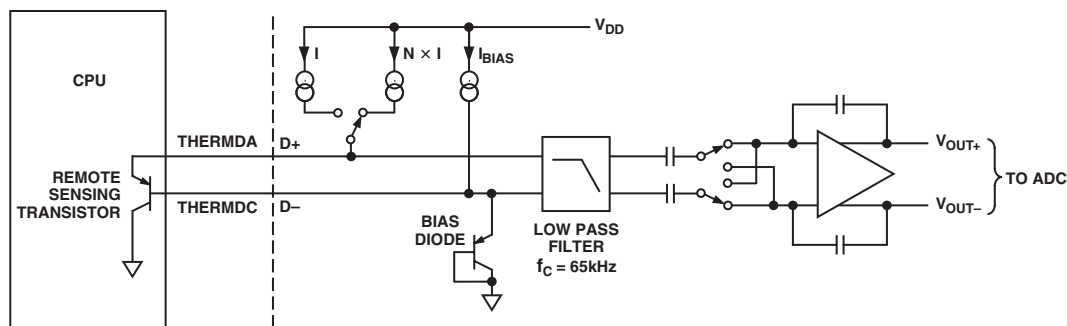 CPU
I
N × I
IBIAS
VDD
THERMDA
D+
REMOTE
SENSING
TRANSISTOR
THERMDC
D–
BIAS
DIODE
LOW PASS
FILTER
fC = 65kHz
VOUT+
TO ADC
VOUT–